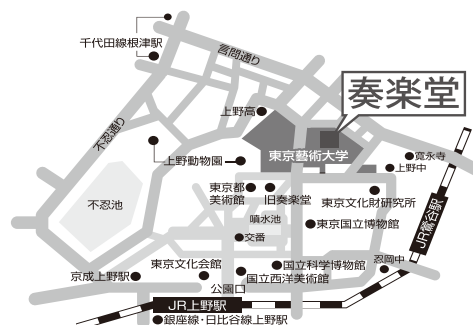 千代田線根津駅
言問通り
奏楽堂
不忍通り
上野高
東京藝術大学
寛永寺
上野中
上野動物園
東京都
美術館
旧奏楽堂
東京文化財研究所
不忍池
噴水池
東京国立博物館
JR鶯谷駅
交番
忍岡中
東京文化会館
国立科学博物館
京成上野駅
国立西洋美術館
公園口
JR上野駅
銀座線・日比谷線上野駅